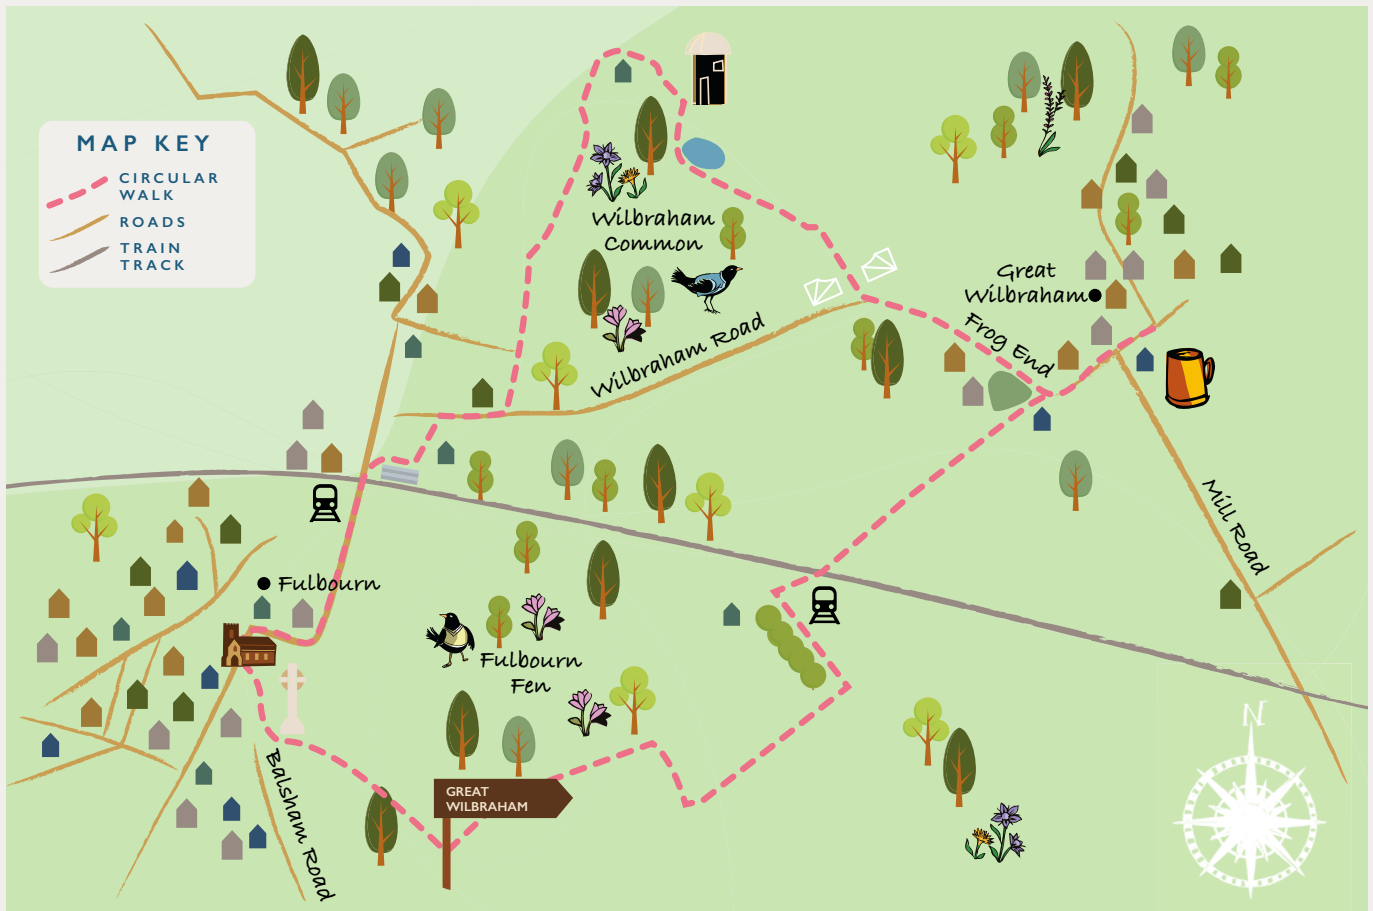 MAP KEY
CIRCULAR
WALK
ROADS
TRAIN
TRACK
Wilbraham
Common
Great
Wilbraham
Frog End
Wilbraham Road
Mill Road
Fulbourn
Fulbourn
Fen
GREAT
WILBRAHAM
Balsham Road
N